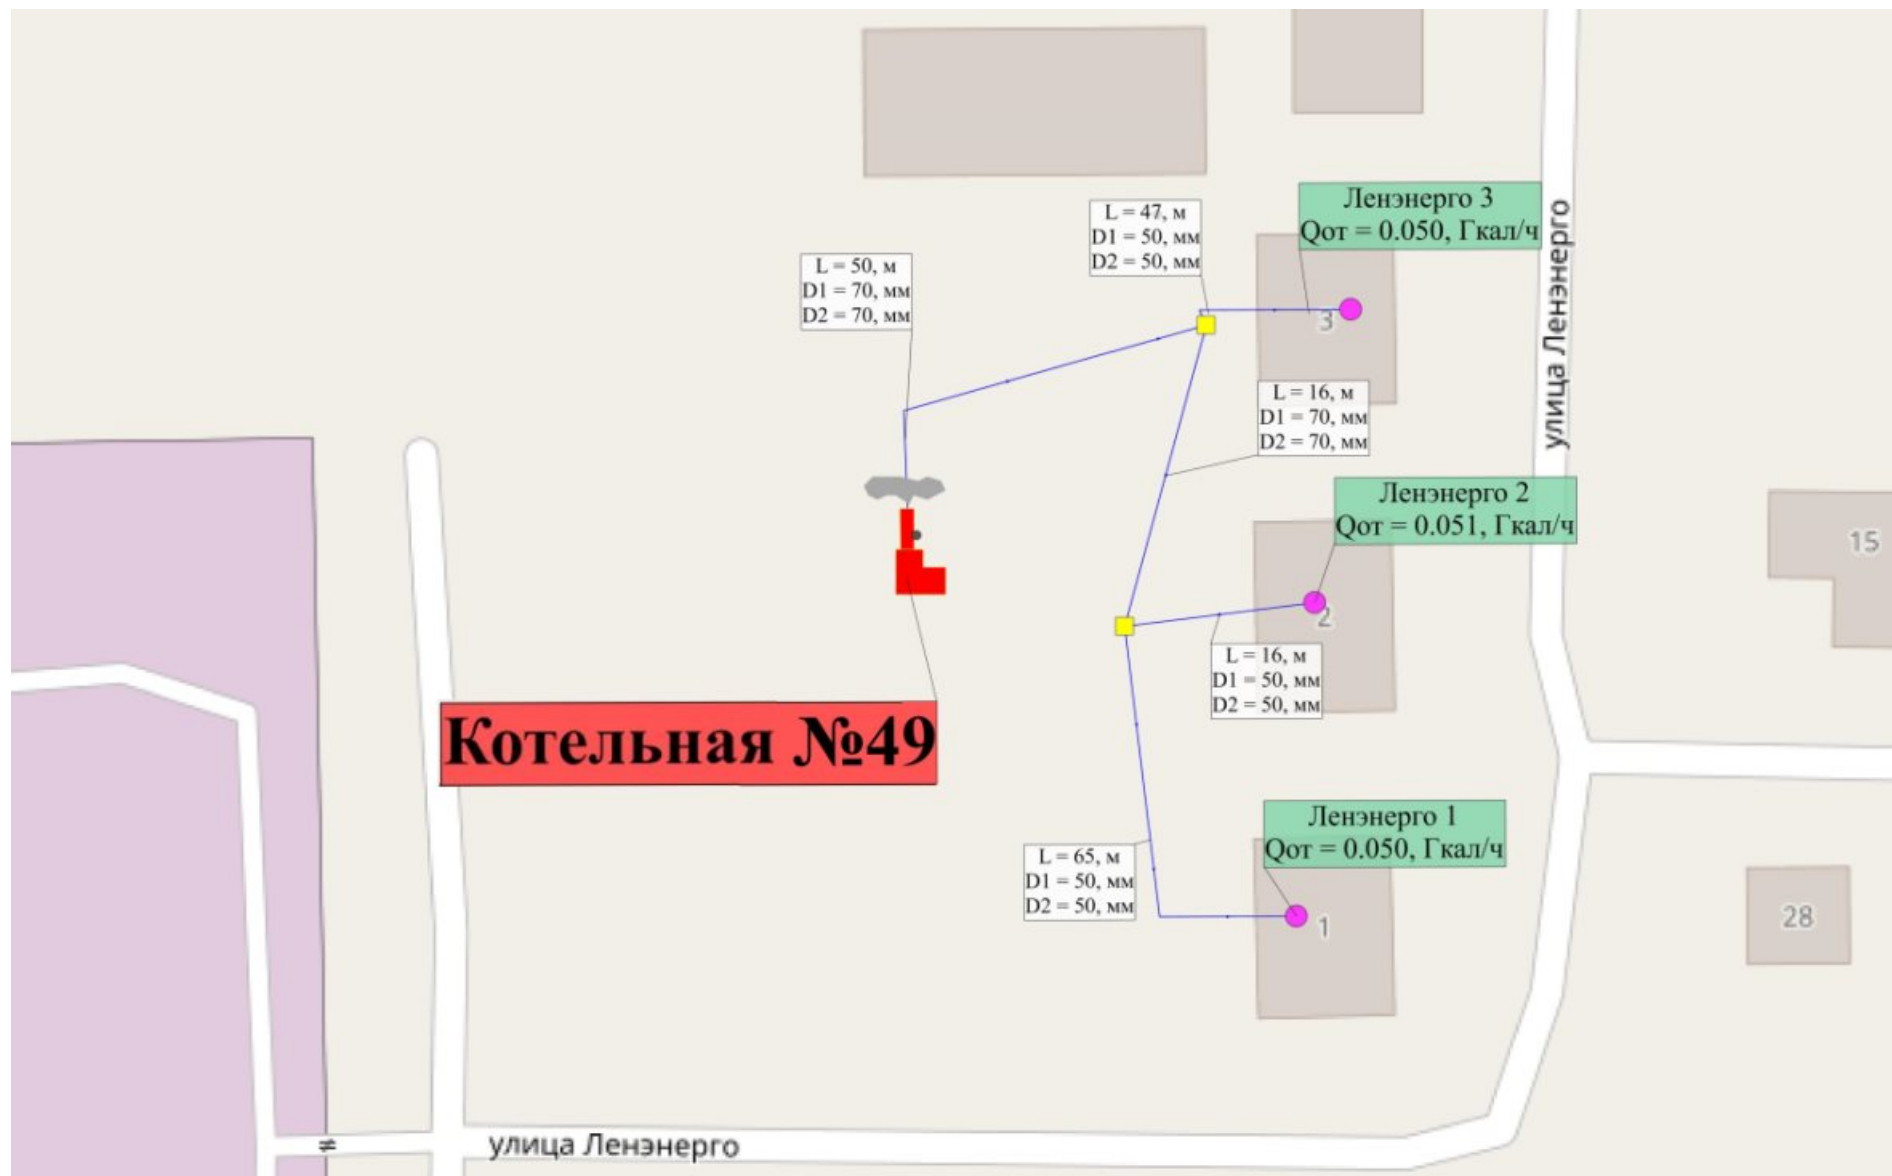 Ленэнерго 3
Qот = 0.050, Гкал/ч
L = 47, м
D1 = 50, мм
D2 = 50, мм
улица Ленэнерго
L = 50, м
D1 = 70, мм
D2 = 70, мм
3
L = 16, м
D1 = 70, мм
D2 = 70, мм
Ленэнерго 2
Qот = 0.051, Гкал/ч
15
2
L = 16, м
D1 = 50, мм
D2 = 50, мм
Котельная №49
Ленэнерго 1
Qот = 0.050, Гкал/ч
L = 65, м
D1 = 50, мм
D2 = 50, мм
1
28
улица Ленэнерго